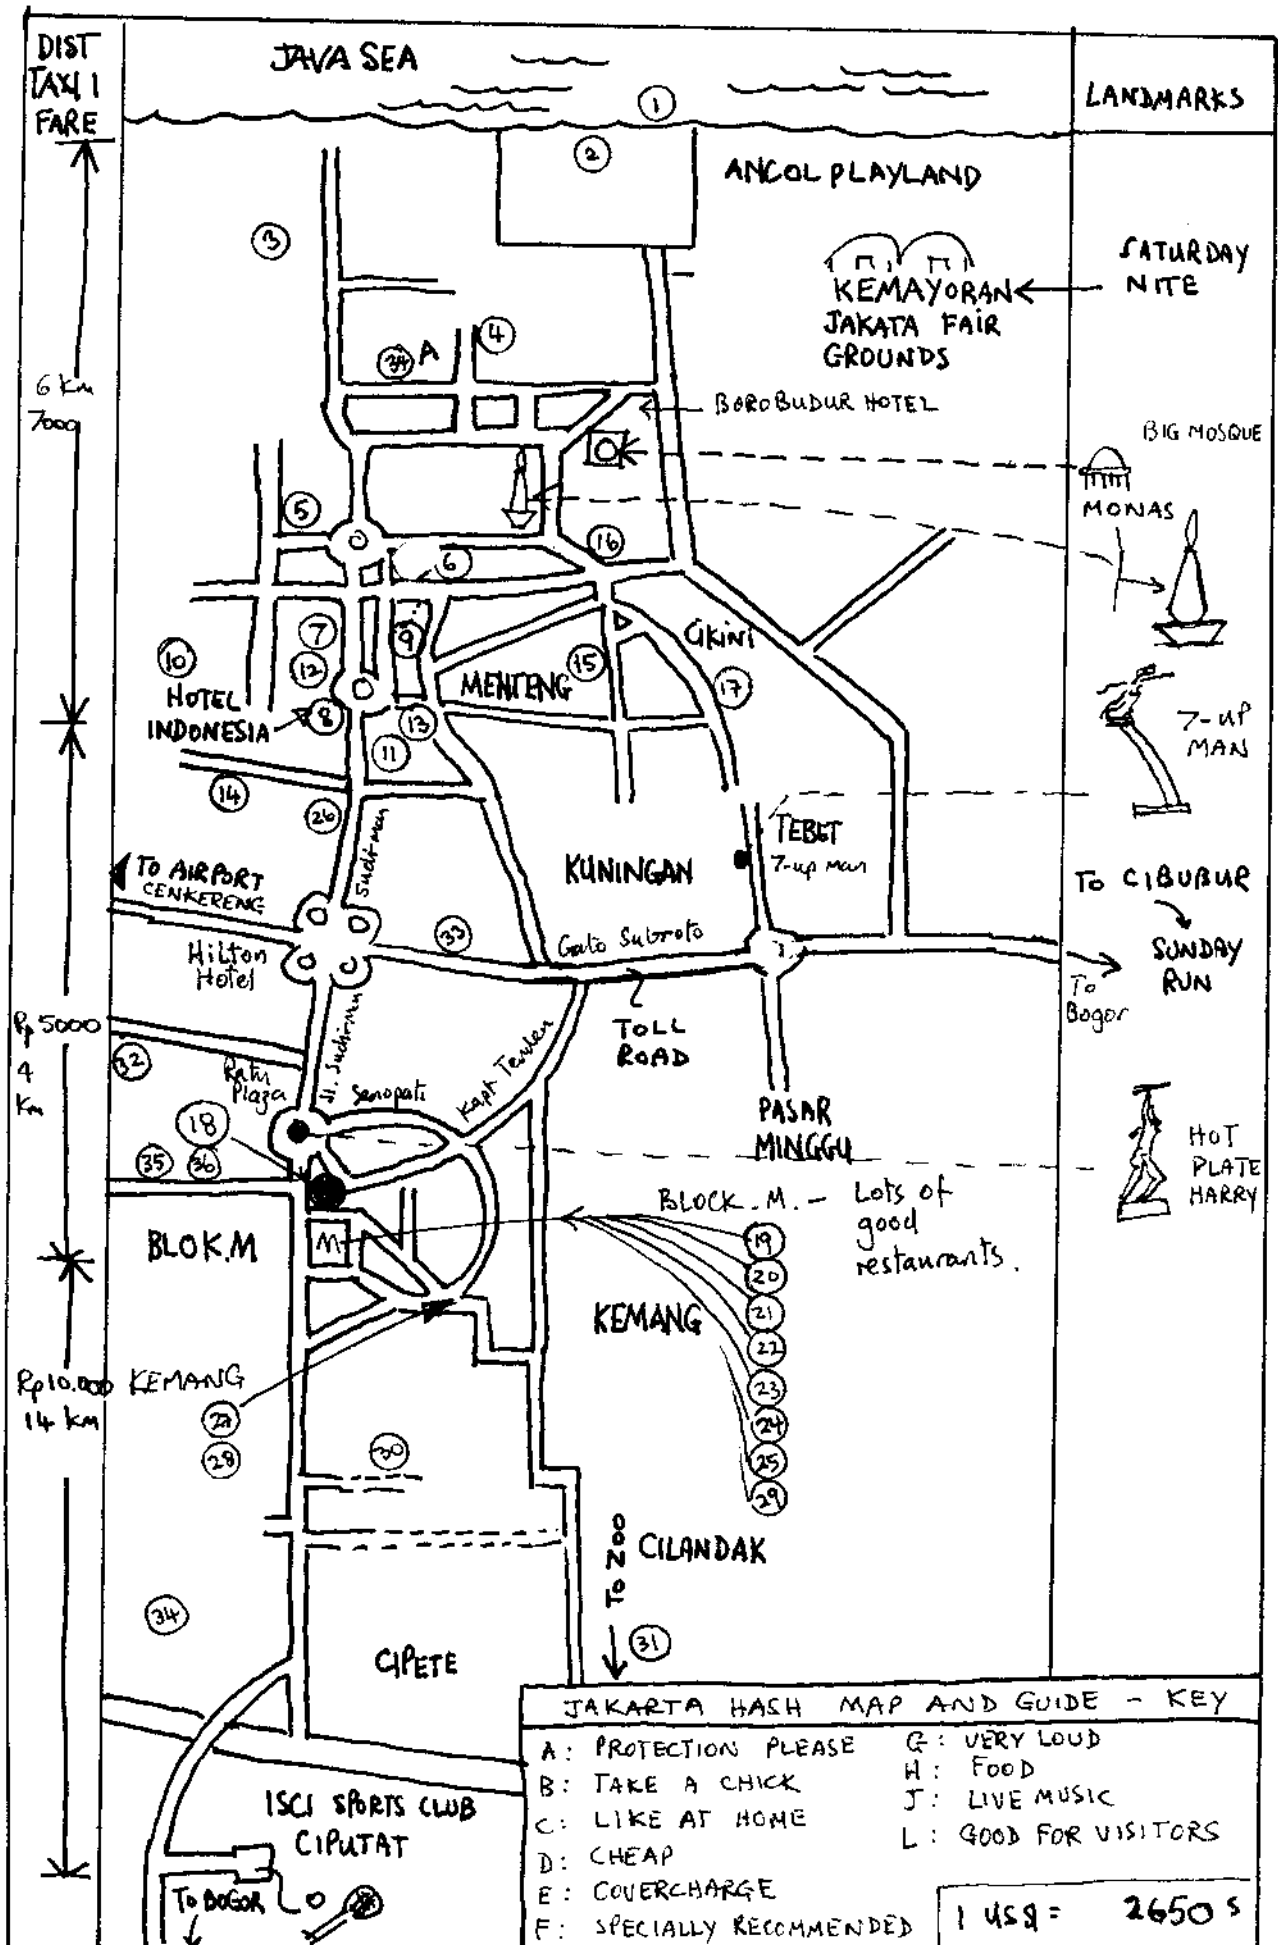 DIST
TAXI
FARE
JAVA SEA
LANDMARKS
1
2
ANCOL PLAYLAND
3
SATURDAY
NITE
KEMAYORAN
JAKATA FAIR
GROUNDS
4
34 A
6 Km
7000
BOROBUDUR HOTEL
BIG MOSQUE
MONAS
5
16
6
7
9
CIKINI
10
12
15
MENTENG
17
HOTEL
INDONESIA
8
13
11
7-UP
MAN
14
26
Sudirman
TEBET
7-up man
KUNINGAN
TO AIRPORT
CENKERENG
TO CIBUBUR
SUNDAY
RUN
33
Gato Subroto
Hilton
Hotel
To
Bogor
Rp 5000
4
Km
TOLL
ROAD
Jl. Sudirman
32
Ratu
Plaza
Senopati
Kapt Tendean
PASAR
MINGGU
18
HOT
PLATE
HARRY
35 36
BLOCK.M. - Lots of
good
restaurants.
BLOK.M
M
19
20
21
22
23
24
25
29
KEMANG
Rp10.000
14 km
KEMANG
27
28
30
TO ZOO
CILANDAK
34
31
CIPETE
JAKARTA HASH MAP AND GUIDE - KEY
A: PROTECTION PLEASE
B: TAKE A CHICK
C: LIKE AT HOME
D: CHEAP
E: COVERCHARGE
F: SPECIALLY RECOMMENDED
G: VERY LOUD
H: FOOD
J: LIVE MUSIC
L: GOOD FOR VISITORS
ISCI SPORTS CLUB
CIPUTAT
TO BOGOR
1 US$ = 2650 s